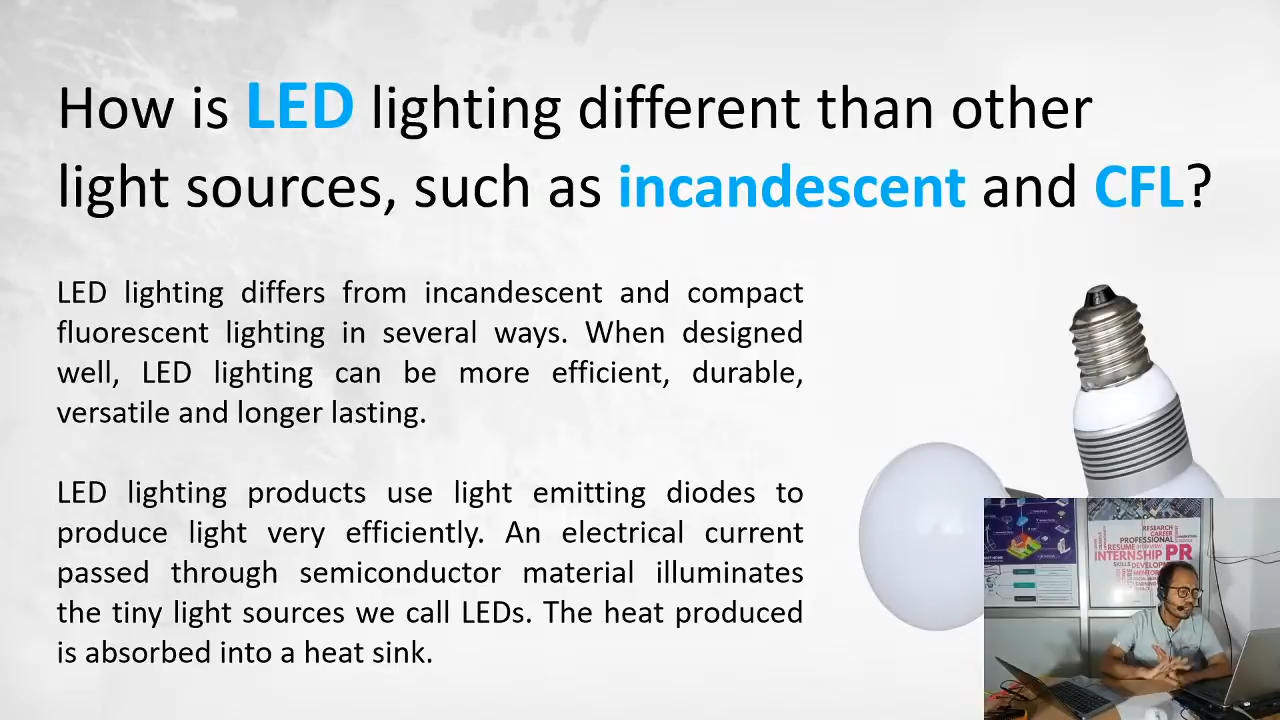 How is LED lighting different than other
light sources, such as incandescent and CFL?
LED lighting differs from incandescent and compact
fluorescent lighting in several ways. When designed
well, LED lighting can be more efficient, durable,
versatile and longer lasting.
LED lighting products use light emitting diodes to
produce light very efficiently. An electrical current
passed through semiconductor material illuminates
the tiny light sources we call LEDs. The heat produced
is absorbed into a heat sink.
RESEARCH
CAREER
PROFESSIONAL
RESUME INTERVIEW
INTERNSHIP PR
SKILLS DEVELOP
MENTOR